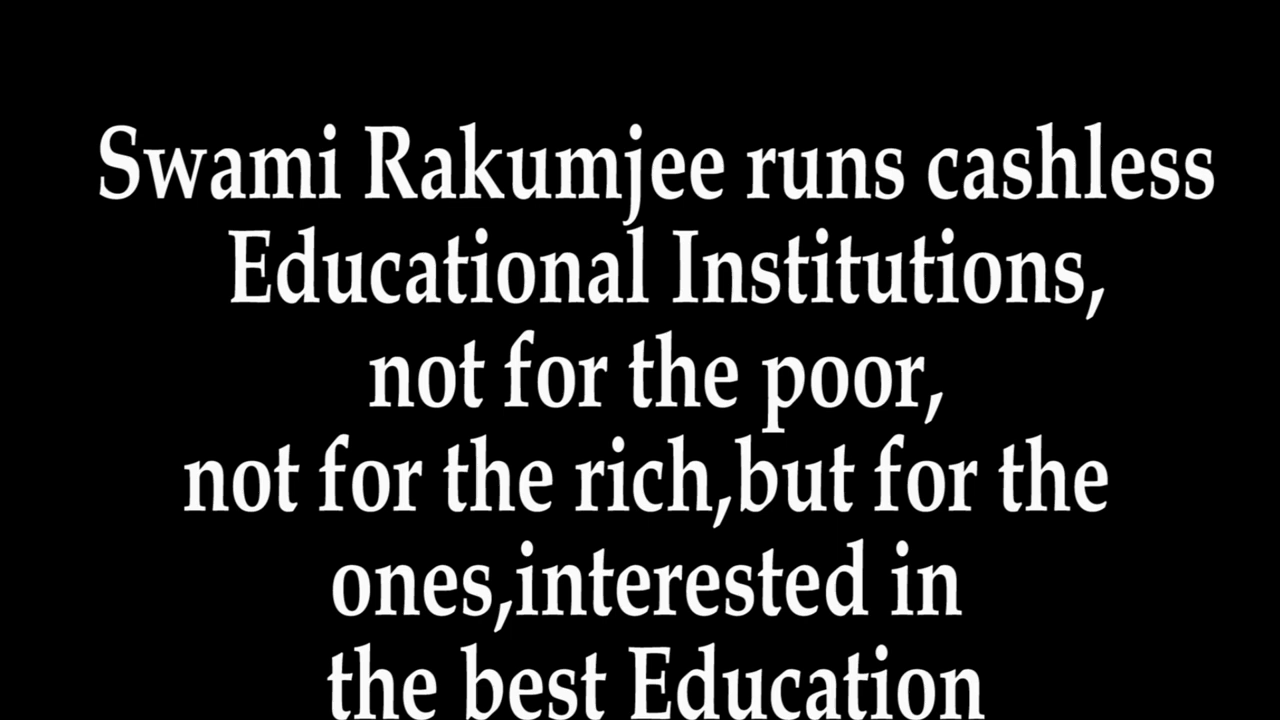 Swami Rakumjee runs cashless
Educational Institutions,
not for the poor,
not for the rich,but for the
ones,interested in
the best Education